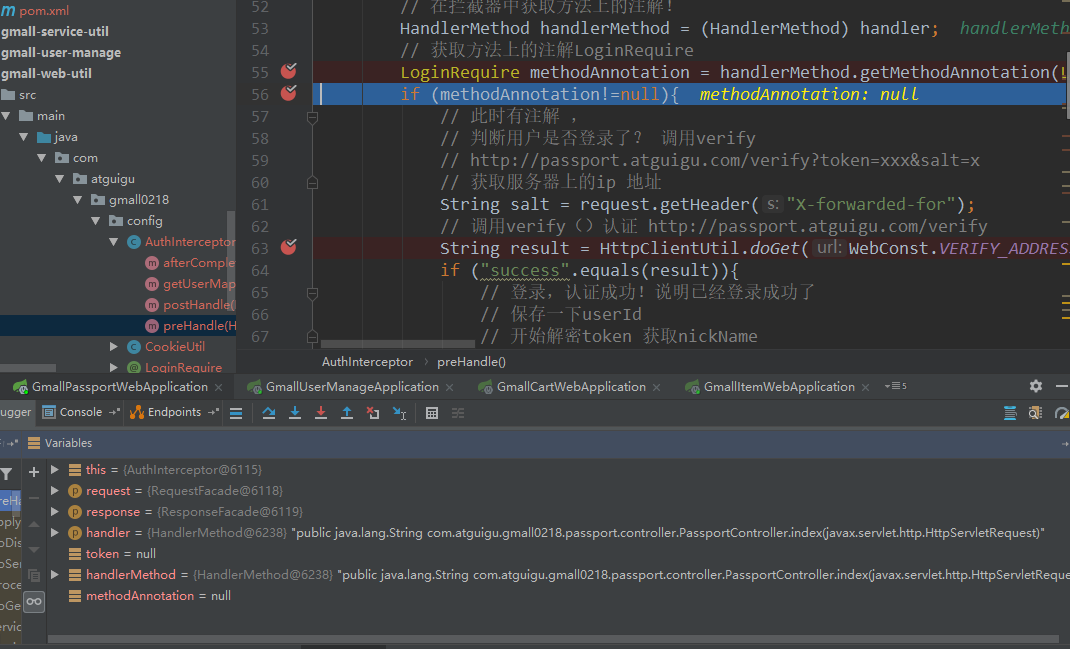 pom.xml
gmall-service-util
gmall-user-manage
gmall-web-util
src
main
java
com
atguigu
gmall0218
config
AuthInterceptor
afterComple
getUserMap
postHandle(
preHandle(H
CookieUtil
LoginRequire
52 // 在拦截器中获取方法上的注解！
53 HandlerMethod handlerMethod = (HandlerMethod) handler; handlerMeth
54 // 获取方法上的注解LoginRequire
55 LoginRequire methodAnnotation = handlerMethod.getMethodAnnotation(L
56 if (methodAnnotation!=null){ methodAnnotation: null
57 // 此时有注解 ，
58 // 判断用户是否登录了？ 调用verify
59 // http://passport.atguigu.com/verify?token=xxx&salt=x
60 // 获取服务器上的ip 地址
61 String salt = request.getHeader( s: "X-forwarded-for");
62 // 调用verify（）认证 http://passport.atguigu.com/verify
63 String result = HttpClientUtil.doGet( url: WebConst.VERIFY_ADDRES
64 if ("success".equals(result)){
65 // 登录，认证成功！说明已经登录成功了
66 // 保存一下userId
67 // 开始解密token 获取nickName
AuthInterceptor › preHandle()
GmallPassportWebApplication × GmallUserManageApplication × GmallCartWebApplication × GmallItemWebApplication × 5
ugger Console Endpoints
Variables
this = {AuthInterceptor@6115}
request = {RequestFacade@6118}
response = {ResponseFacade@6119}
handler = {HandlerMethod@6238} "public java.lang.String com.atguigu.gmall0218.passport.controller.PassportController.index(javax.servlet.http.HttpServletRequest)"
token = null
handlerMethod = {HandlerMethod@6238} "public java.lang.String com.atguigu.gmall0218.passport.controller.PassportController.index(javax.servlet.http.HttpServletReque
methodAnnotation = null